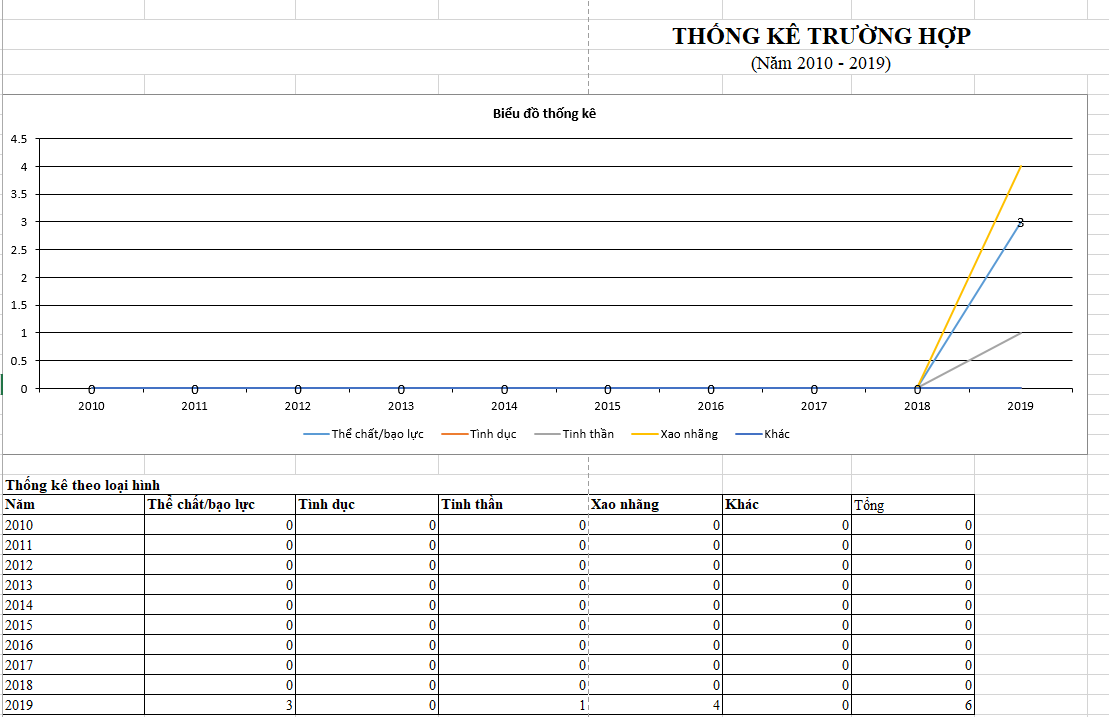 THỐNG KÊ TRƯỜNG HỢP
(Năm 2010 - 2019)
Biểu đồ thống kê
4.5
4
3.5
3
3
2.5
2
1.5
1
0.5
0
0 0 0 0 0 0 0 0 0
2010 2011 2012 2013 2014 2015 2016 2017 2018 2019
Thể chất/bạo lực Tình dục Tinh thần Xao nhãng Khác
Thống kê theo loại hình
Năm Thể chất/bạo lực Tình dục Tinh thần Xao nhãng Khác Tổng
2010 0 0 0 0 0 0
2011 0 0 0 0 0 0
2012 0 0 0 0 0 0
2013 0 0 0 0 0 0
2014 0 0 0 0 0 0
2015 0 0 0 0 0 0
2016 0 0 0 0 0 0
2017 0 0 0 0 0 0
2018 0 0 0 0 0 0
2019 3 0 1 4 0 6